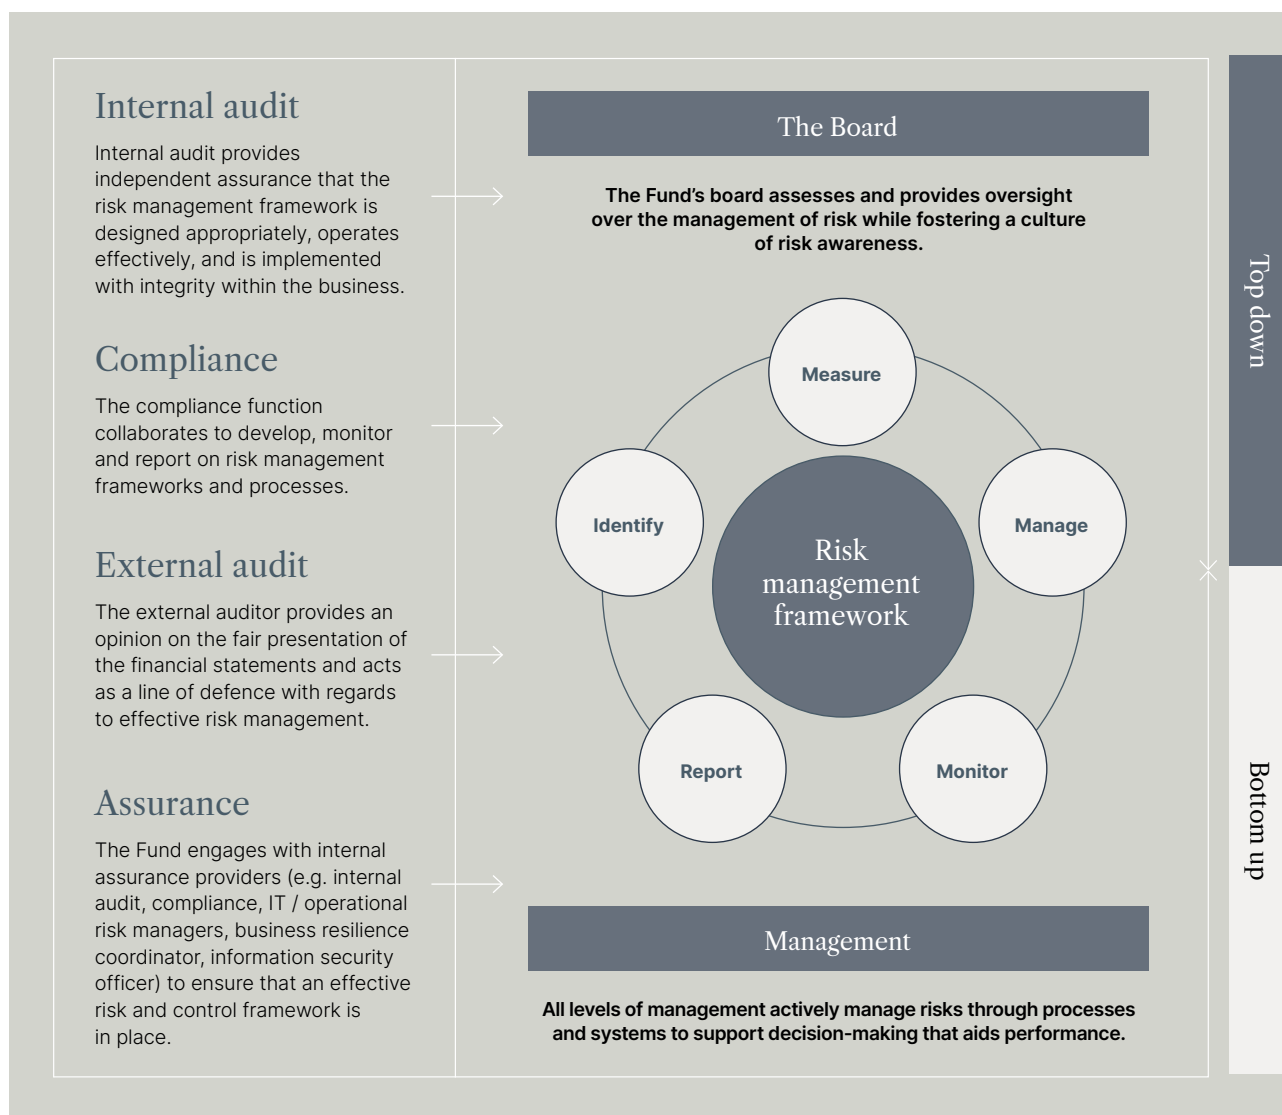 Internal audit
Internal audit provides
independent assurance that the
risk management framework is
designed appropriately, operates
effectively, and is implemented
with integrity within the business.
Compliance
The compliance function
collaborates to develop, monitor
and report on risk management
frameworks and processes.
External audit
The external auditor provides an
opinion on the fair presentation of
the financial statements and acts
as a line of defence with regards
to effective risk management.
Assurance
The Fund engages with internal
assurance providers (e.g. internal
audit, compliance, IT / operational
risk managers, business resilience
coordinator, information security
officer) to ensure that an effective
risk and control framework is
in place.
The Board
The Fund’s board assesses and provides oversight
over the management of risk while fostering a culture
of risk awareness.
Measure
Identify
Manage
Risk
management
framework
Report
Monitor
Management
All levels of management actively manage risks through processes
and systems to support decision-making that aids performance.
Top down
Bottom up